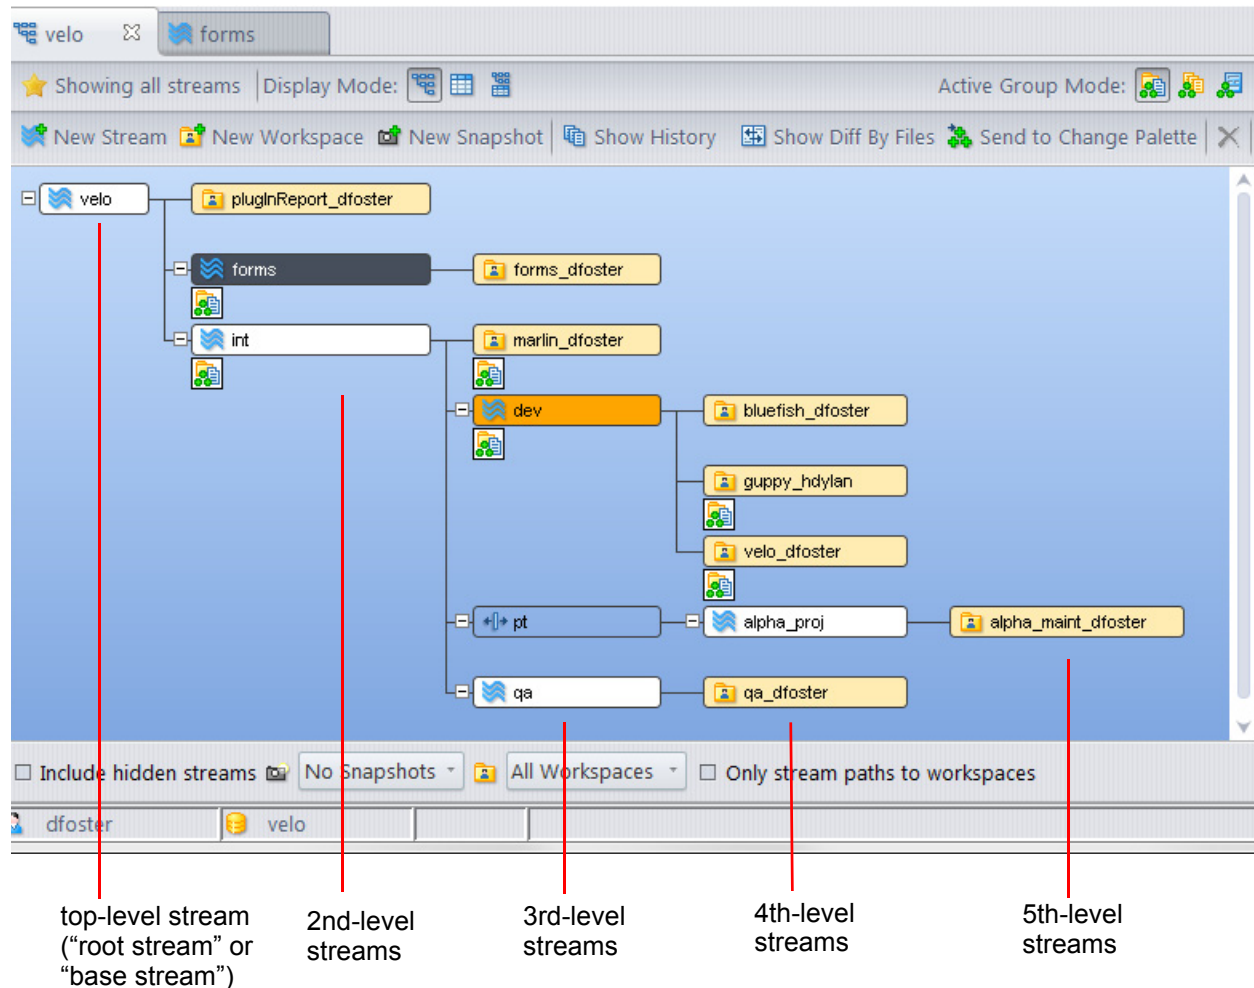 velo
forms
Showing all streams Display Mode: Active Group Mode:
New Stream New Workspace New Snapshot Show History Show Diff By Files Send to Change Palette
velo pluginReport_dfoster
forms forms_dfoster
int marlin_dfoster
dev bluefish_dfoster
guppy_hdylan
velo_dfoster
pt alpha_proj alpha_maint_dfoster
qa qa_dfoster
Include hidden streams No Snapshots All Workspaces Only stream paths to workspaces
dfoster velo
top-level stream
(“root stream” or
“base stream”)
2nd-level
streams
3rd-level
streams
4th-level
streams
5th-level
streams